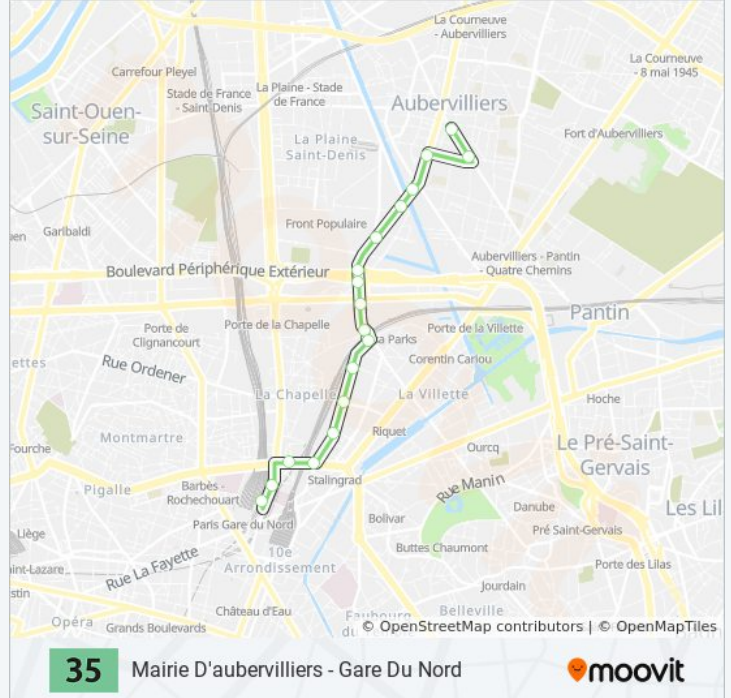 La Courneuve
- Aubervilliers
La Courneuve
- 8 mai 1945
Carrefour Pleyel
Stade de France
- Saint-Denis
La Plaine - Stade
de France
Aubervilliers
Saint-Ouen-
sur-Seine
La Plaine
Saint-Denis
Fort d'Aubervilliers
Front Populaire
en
Garibaldi
Boulevard Périphérique Extérieur
Aubervilliers - Pantin
- Quatre Chemins
Pantin
Porte de
Clignancourt
Porte de la Chapelle
Porte de la Villette
a Parks
Corentin Cariou
ettes
Rue Ordener
La Chapelle
La Villette
Hoche
Riquet
Fourche
Montmartre
Ourcq
Le Pré-Saint-
Gervais
Stalingrad
Rue Manin
Pigalle
Barbès -
Rochechouart
Danube
Les Lil
Paris Gare du Nord
Bolivar
Pré Saint-Gervais
Liège
Buttes Chaumont
10e
Arrondissement
Porte des Lilas
aint-Lazare
Rue La Fayette
stin
Jourdain
Château d'Eau
Belleville
Opéra
Grands Boulevards
Faubourg
du
© OpenStreetMap contributors | © OpenMapTiles
35 Mairie D'aubervilliers - Gare Du Nord moovit